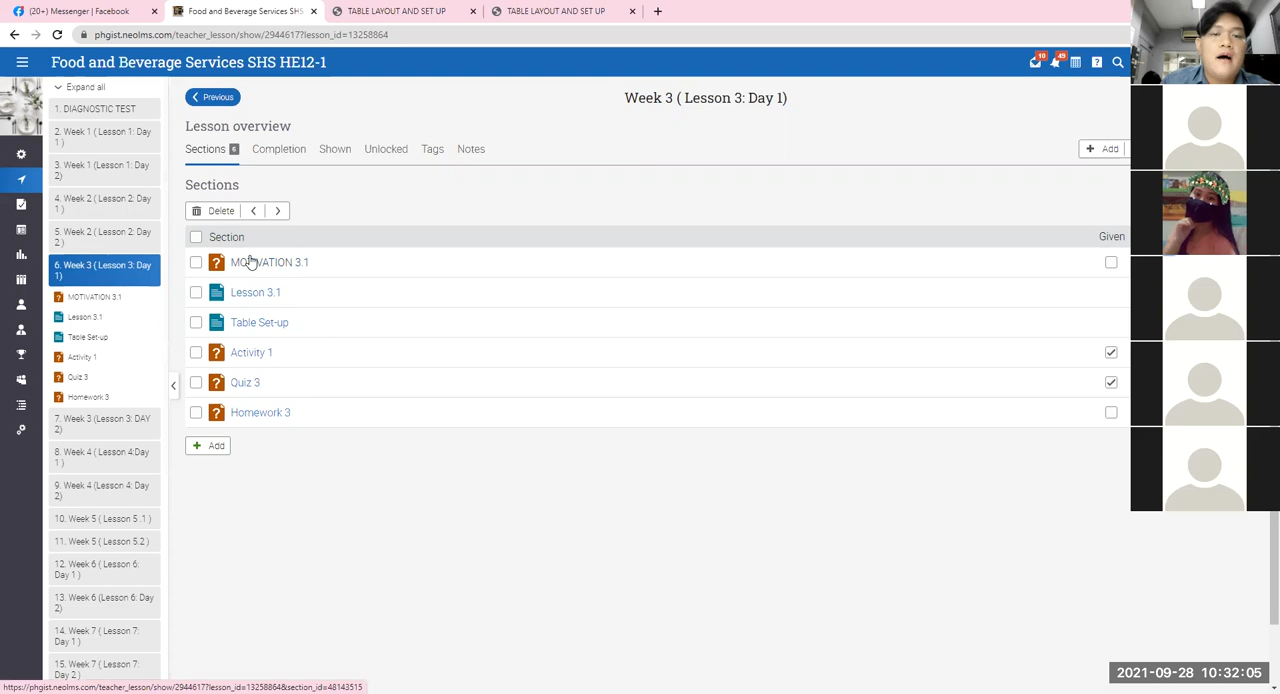 (20+) Messenger | Facebook
Food and Beverage Services SHS
TABLE LAYOUT AND SET UP
TABLE LAYOUT AND SET UP
phgist.neolms.com/teacher_lesson/show/2944617?lesson_id=13258864
Food and Beverage Services SHS HE12-1
10
49
Expand all
1. DIAGNOSTIC TEST
2. Week 1 ( Lesson 1: Day
1 )
3. Week 1 (Lesson 1: Day
2)
4. Week 2 ( Lesson 2: Day
1 )
5. Week 2 ( Lesson 2: Day
2 )
6. Week 3 ( Lesson 3: Day
1)
MOTIVATION 3.1
Lesson 3.1
Table Set-up
Activity 1
Quiz 3
Homework 3
7. Week 3 (Lesson 3: DAY
2)
8. Week 4 ( Lesson 4:Day
1 )
9. Week 4 (Lesson 4: Day
2)
10. Week 5 ( Lesson 5 .1 )
11. Week 5 ( Lesson 5.2 )
12. Week 6 ( Lesson 6:
Day 1 )
13. Week 6 (Lesson 6: Day
2)
14. Week 7 ( Lesson 7:
Day 1 )
15. Week 7 ( Lesson 7:
Day 2 )
Previous
Week 3 ( Lesson 3: Day 1)
Lesson overview
Sections 6 Completion Shown Unlocked Tags Notes
Add
Sections
Delete
Section Given
MOTIVATION 3.1
Lesson 3.1
Table Set-up
Activity 1
Quiz 3
Homework 3
Add
https://phgist.neolms.com/teacher_lesson/show/2944617?lesson_id=13258864&section_id=48143515
2021-09-28 10:32:05